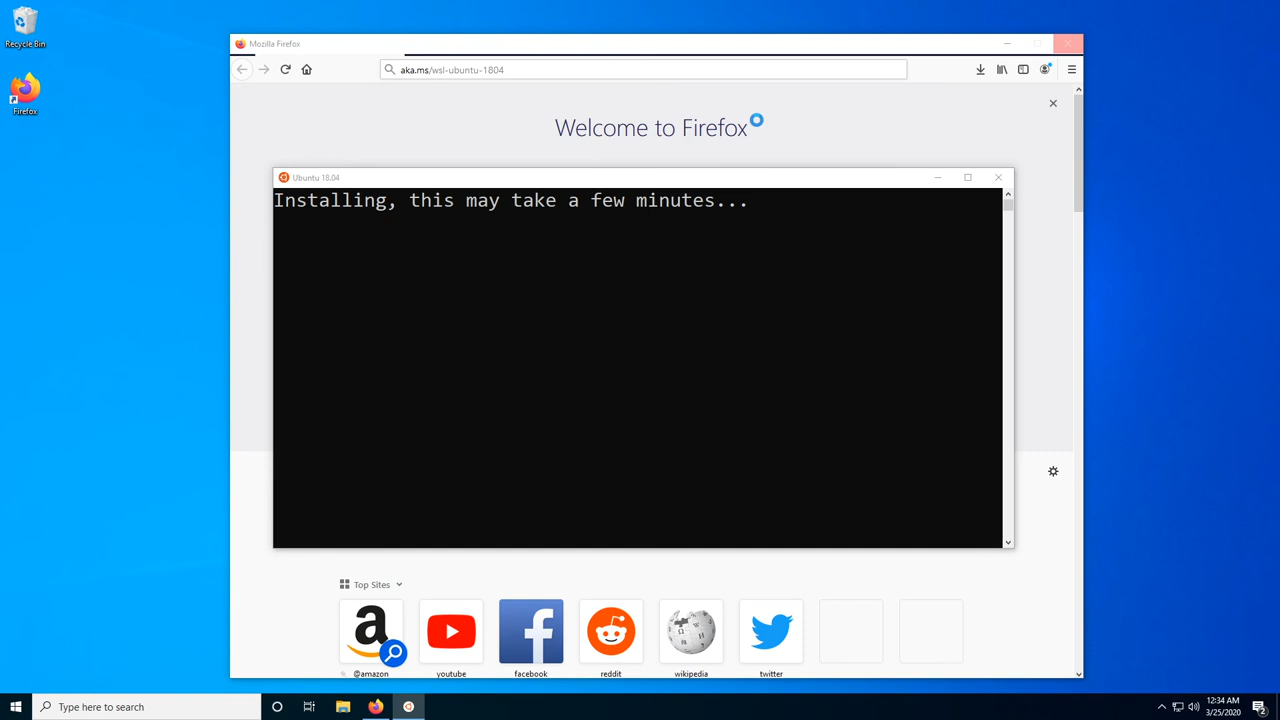 Recycle Bin
Firefox
Mozilla Firefox
aka.ms/wsl-ubuntu-1804
Welcome to Firefox
Ubuntu 18.04
Installing, this may take a few minutes...
Top Sites
@amazon
youtube
facebook
reddit
wikipedia
twitter
Type here to search
12:34 AM
3/25/2020
2